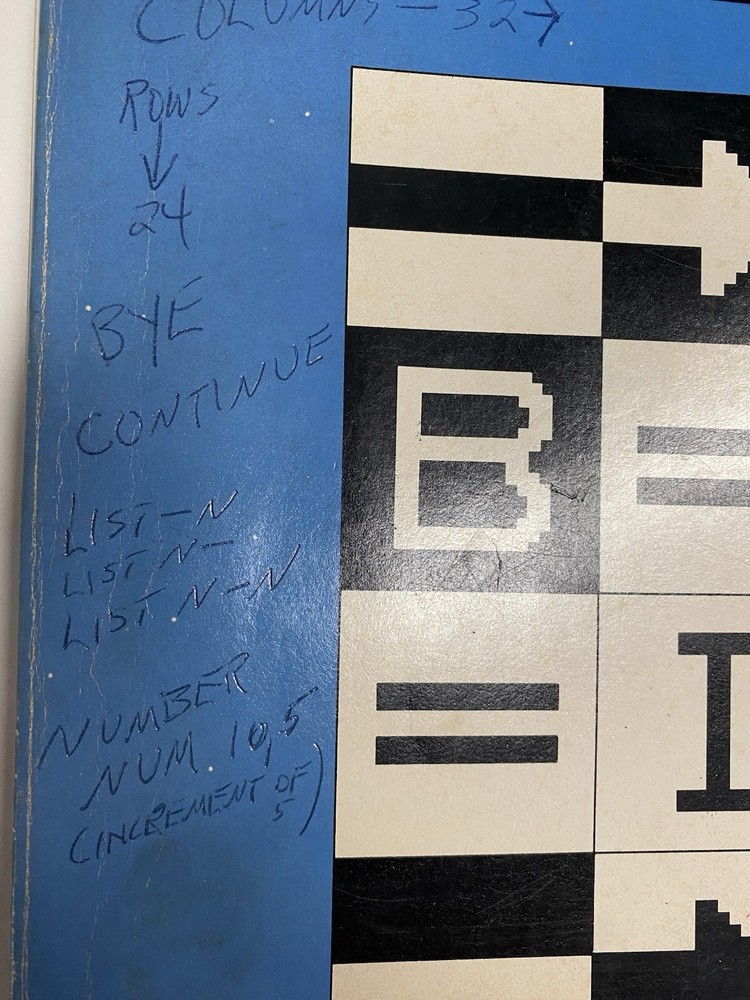 COLUMNS - 32→
ROWS
↓
24
BYE
CONTINUE
LIST-N
LIST N-
LIST N-N
NUMBER
NUM 10,5
(INCREMENT OF
5)
→
B =
= I